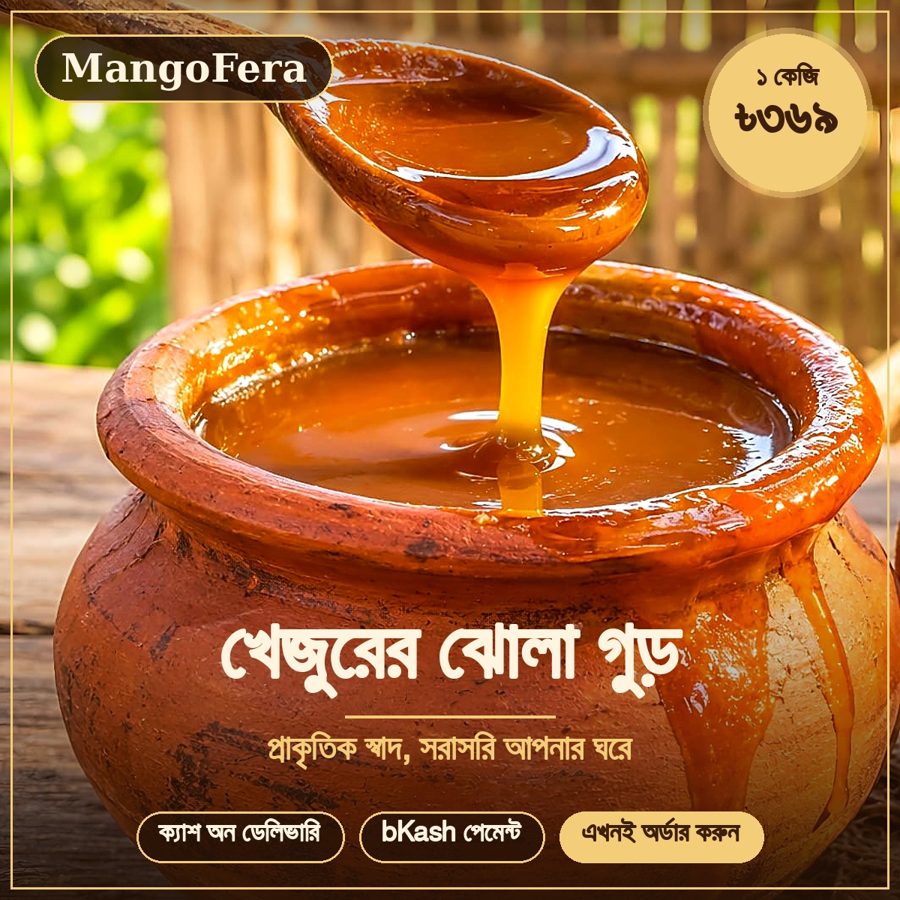 MangoFera
১ কেজি
৳৩৬৯
খেজুরের ঝোলা গুড়
প্রাকৃতিক স্বাদ, সরাসরি আপনার ঘরে
ক্যাশ অন ডেলিভারি
bKash পেমেন্ট
এখনই অর্ডার করুন